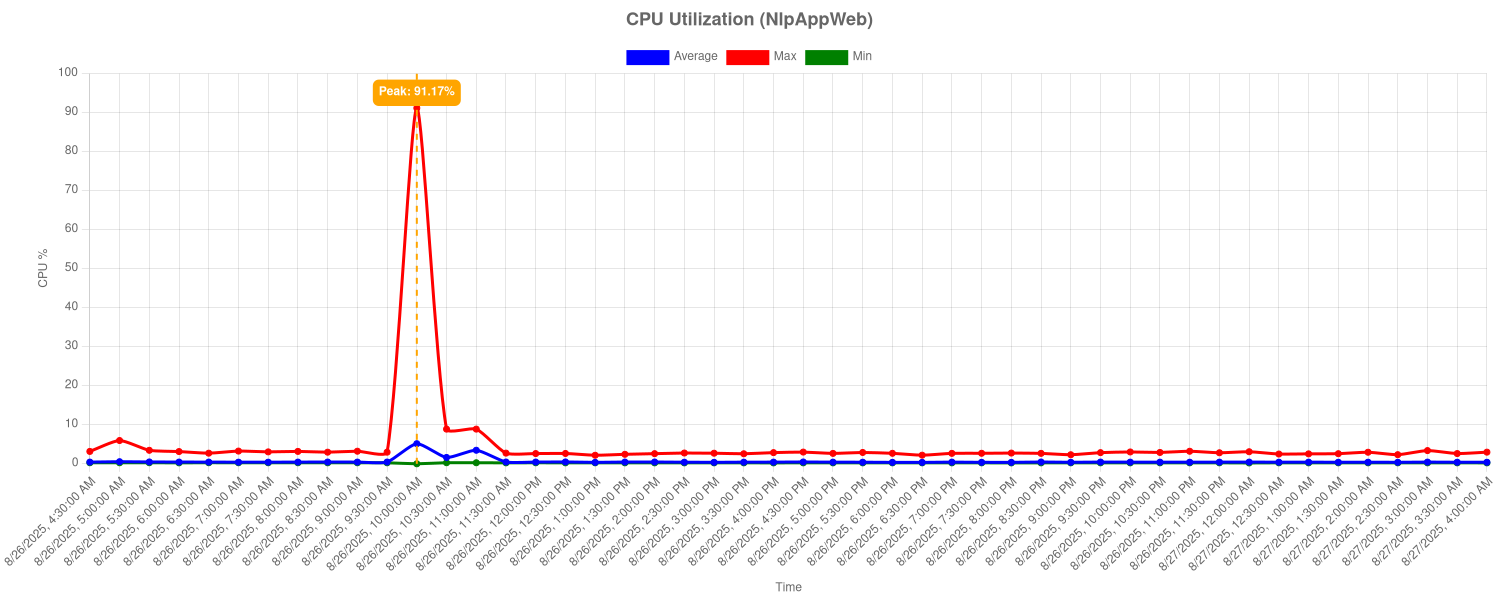 CPU Utilization (NlpAppWeb)
Average Max Min
Peak: 91.17%
100
90
80
70
60
50
40
30
20
10
0
CPU %
8/26/2025, 4:30:00 AM
8/26/2025, 5:00:00 AM
8/26/2025, 5:30:00 AM
8/26/2025, 6:00:00 AM
8/26/2025, 6:30:00 AM
8/26/2025, 7:00:00 AM
8/26/2025, 7:30:00 AM
8/26/2025, 8:00:00 AM
8/26/2025, 8:30:00 AM
8/26/2025, 9:00:00 AM
8/26/2025, 9:30:00 AM
8/26/2025, 10:00:00 AM
8/26/2025, 10:30:00 AM
8/26/2025, 11:00:00 AM
8/26/2025, 11:30:00 AM
8/26/2025, 12:00:00 PM
8/26/2025, 12:30:00 PM
8/26/2025, 1:00:00 PM
8/26/2025, 1:30:00 PM
8/26/2025, 2:00:00 PM
8/26/2025, 2:30:00 PM
8/26/2025, 3:00:00 PM
8/26/2025, 3:30:00 PM
8/26/2025, 4:00:00 PM
8/26/2025, 4:30:00 PM
8/26/2025, 5:00:00 PM
8/26/2025, 5:30:00 PM
8/26/2025, 6:00:00 PM
8/26/2025, 6:30:00 PM
8/26/2025, 7:00:00 PM
8/26/2025, 7:30:00 PM
8/26/2025, 8:00:00 PM
8/26/2025, 8:30:00 PM
8/26/2025, 9:00:00 PM
8/26/2025, 9:30:00 PM
8/26/2025, 10:00:00 PM
8/26/2025, 10:30:00 PM
8/26/2025, 11:00:00 PM
8/26/2025, 11:30:00 PM
8/27/2025, 12:00:00 AM
8/27/2025, 12:30:00 AM
8/27/2025, 1:00:00 AM
8/27/2025, 1:30:00 AM
8/27/2025, 2:00:00 AM
8/27/2025, 2:30:00 AM
8/27/2025, 3:00:00 AM
8/27/2025, 3:30:00 AM
8/27/2025, 4:00:00 AM
Time